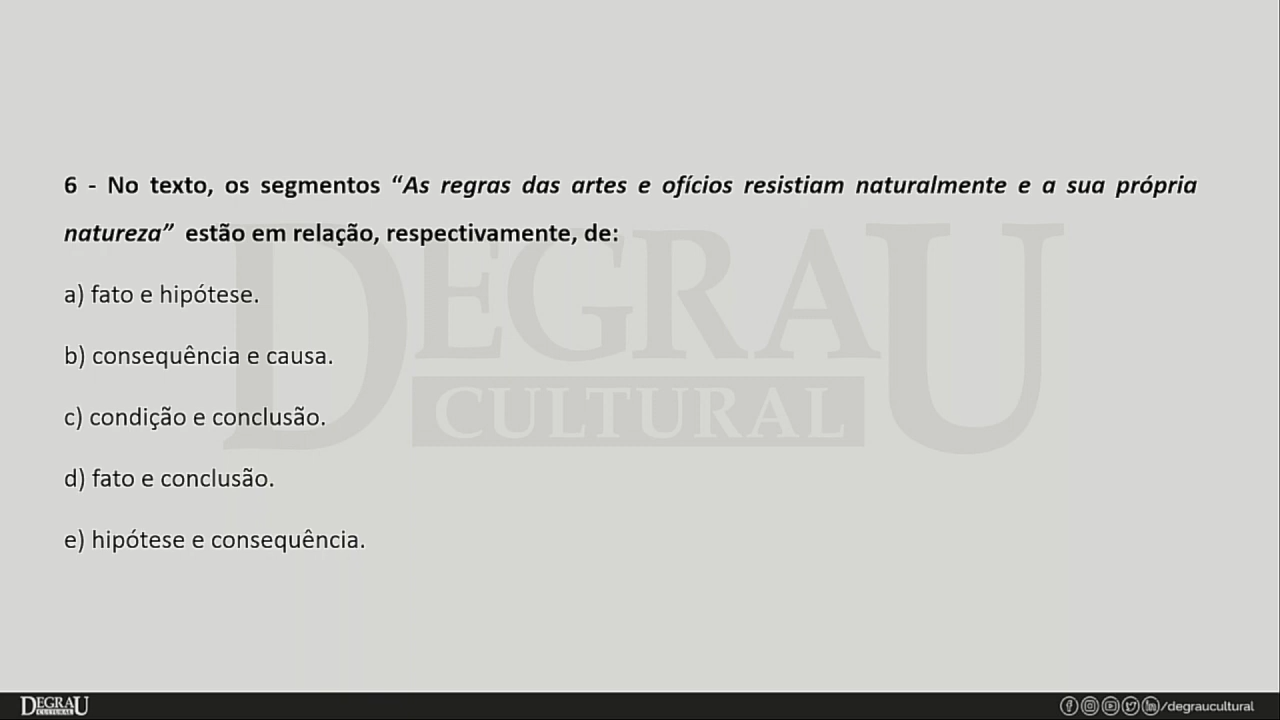 6 - No texto, os segmentos “As regras das artes e ofícios resistiam naturalmente e a sua própria
natureza” estão em relação, respectivamente, de:
a) fato e hipótese.
b) consequência e causa.
c) condição e conclusão.
d) fato e conclusão.
e) hipótese e consequência.
DEGRAU
CULTURAL
DEGRAU
CULTURAL
/degraucultural